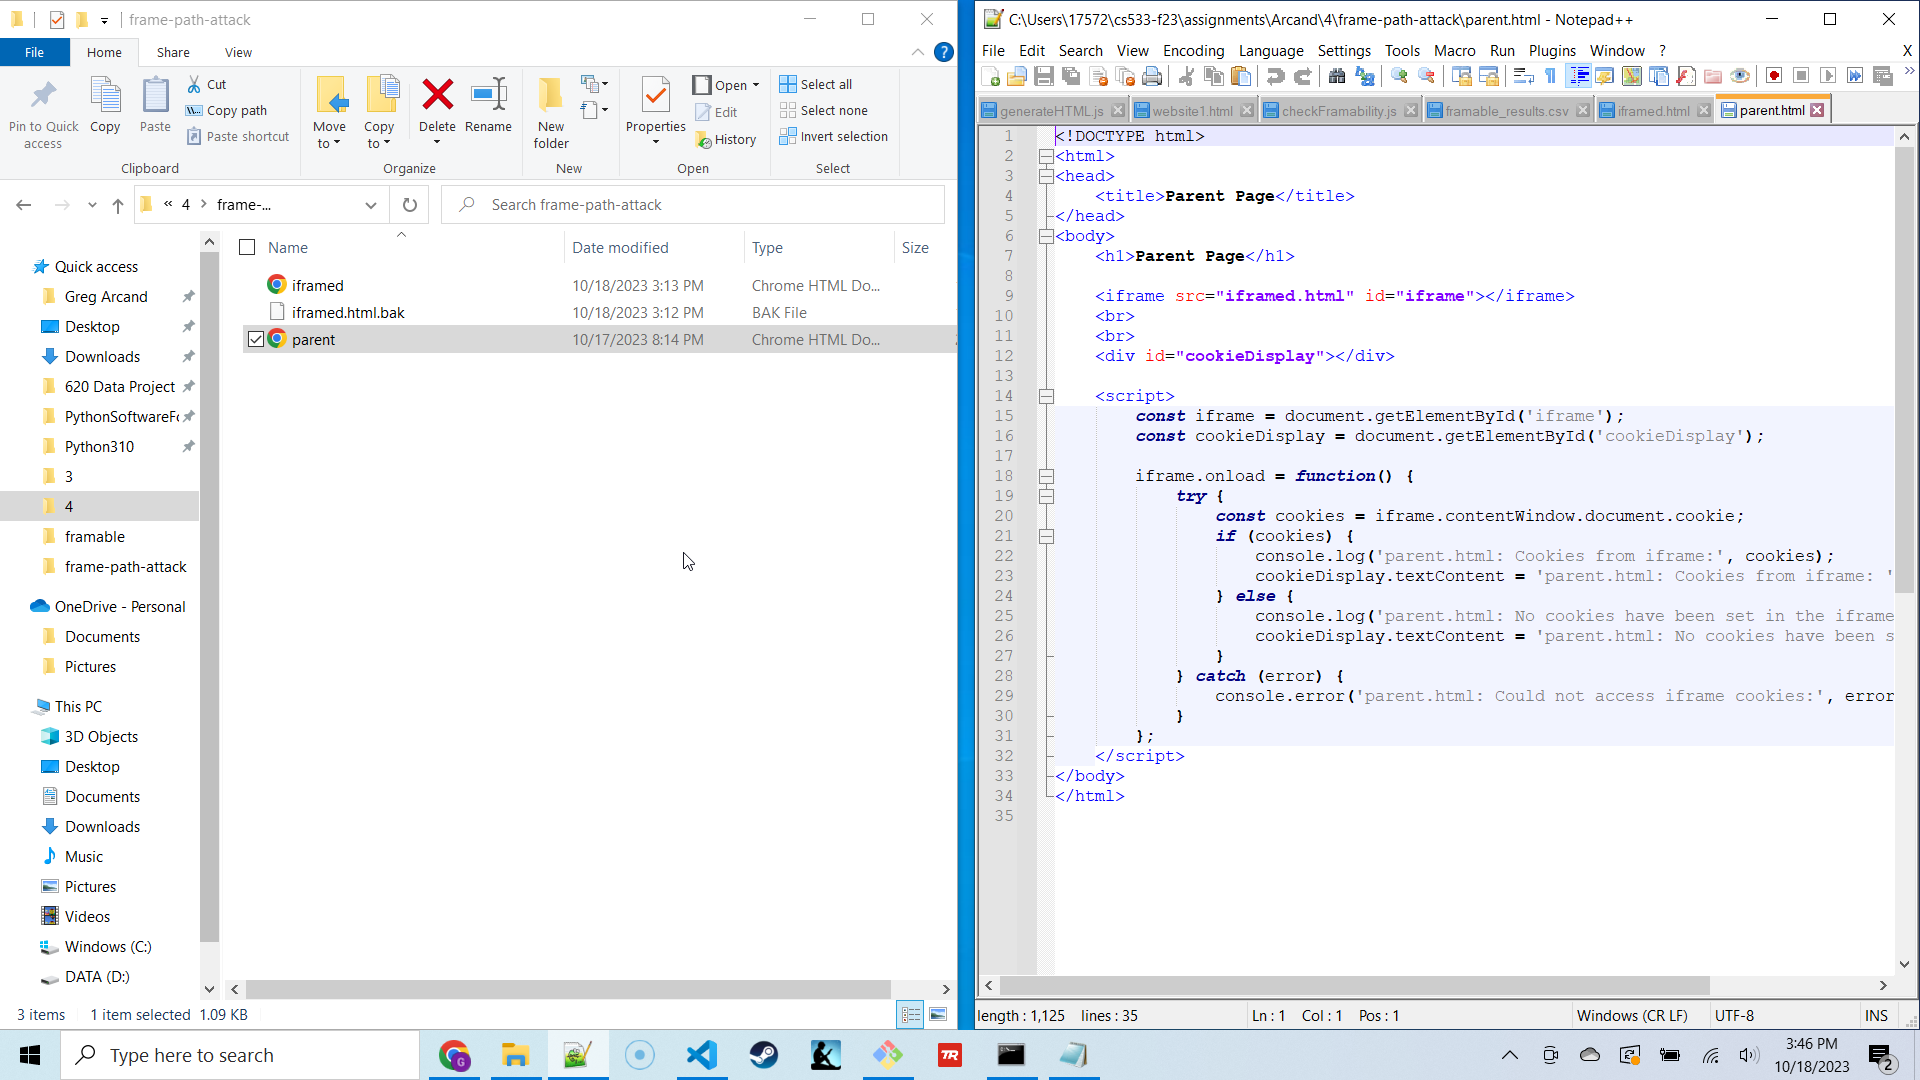 frame-path-attack
File
Home
Share
View
Pin to Quick access
Copy
Paste
Cut
Copy path
Paste shortcut
Clipboard
Move to
Copy to
Delete
Rename
Organize
New folder
New
Properties
Open
Edit
History
Open
Select all
Select none
Invert selection
Select
« 4 > frame-...
Search frame-path-attack
Name
Date modified
Type
Size
iframed 10/18/2023 3:13 PM Chrome HTML Do...
iframed.html.bak 10/18/2023 3:12 PM BAK File
parent 10/17/2023 8:14 PM Chrome HTML Do...
Quick access
Greg Arcand
Desktop
Downloads
620 Data Project
PythonSoftwareFo
Python310
3
4
framable
frame-path-attack
OneDrive - Personal
Documents
Pictures
This PC
3D Objects
Desktop
Documents
Downloads
Music
Pictures
Videos
Windows (C:)
DATA (D:)
3 items 1 item selected 1.09 KB
C:\Users\17572\cs533-f23\assignments\Arcand\4\frame-path-attack\parent.html - Notepad++
File Edit Search View Encoding Language Settings Tools Macro Run Plugins Window ? X
generateHTML.js website1.html checkFramability.js framable_results.csv iframed.html parent.html
1 <!DOCTYPE html>
2 <html>
3 <head>
4 <title>Parent Page</title>
5 </head>
6 <body>
7 <h1>Parent Page</h1>
8
9 <iframe src="iframed.html" id="iframe"></iframe>
10 <br>
11 <br>
12 <div id="cookieDisplay"></div>
13
14 <script>
15 const iframe = document.getElementById('iframe');
16 const cookieDisplay = document.getElementById('cookieDisplay');
17
18 iframe.onload = function() {
19 try {
20 const cookies = iframe.contentWindow.document.cookie;
21 if (cookies) {
22 console.log('parent.html: Cookies from iframe:', cookies);
23 cookieDisplay.textContent = 'parent.html: Cookies from iframe: '
24 } else {
25 console.log('parent.html: No cookies have been set in the iframe
26 cookieDisplay.textContent = 'parent.html: No cookies have been s
27 }
28 } catch (error) {
29 console.error('parent.html: Could not access iframe cookies:', error
30 }
31 };
32 </script>
33 </body>
34 </html>
35
length : 1,125 lines : 35
Ln : 1 Col : 1 Pos : 1
Windows (CR LF)
UTF-8
INS
Type here to search
G
TR
3:46 PM
10/18/2023
2